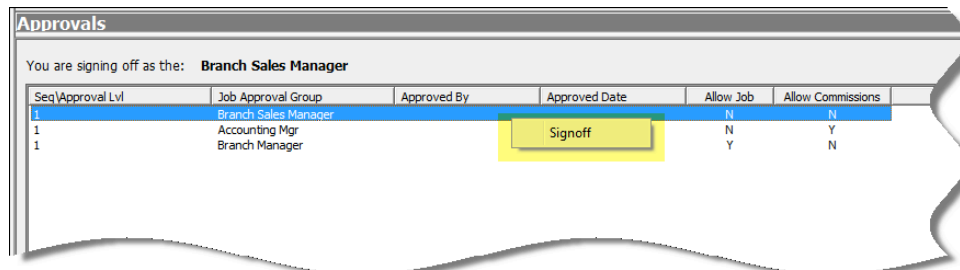 Approvals
You are signing off as the: Branch Sales Manager
Seq\Approval Lvl Job Approval Group Approved By Approved Date Allow Job Allow Commissions
1 Branch Sales Manager N N
1 Accounting Mgr N Y
1 Branch Manager Y N
Signoff